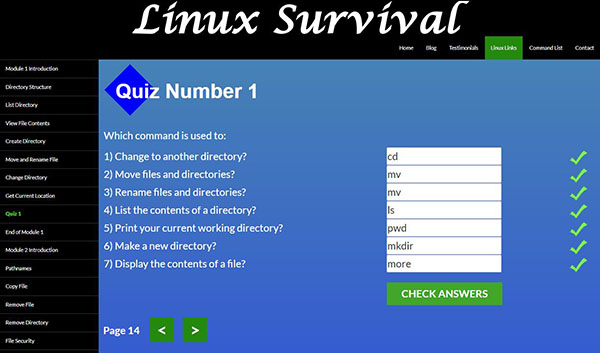 Linux Survival
Home Blog Testimonials Linux Links Command List Contact
Module 1 Introduction
Directory Structure
List Directory
View File Contents
Create Directory
Move and Rename File
Change Directory
Get Current Location
Quiz 1
End of Module 1
Module 2 Introduction
Pathnames
Copy File
Remove File
Remove Directory
File Security
Quiz Number 1
Which command is used to:
1) Change to another directory? cd
2) Move files and directories? mv
3) Rename files and directories? mv
4) List the contents of a directory? ls
5) Print your current working directory? pwd
6) Make a new directory? mkdir
7) Display the contents of a file? more
CHECK ANSWERS
Page 14 < >